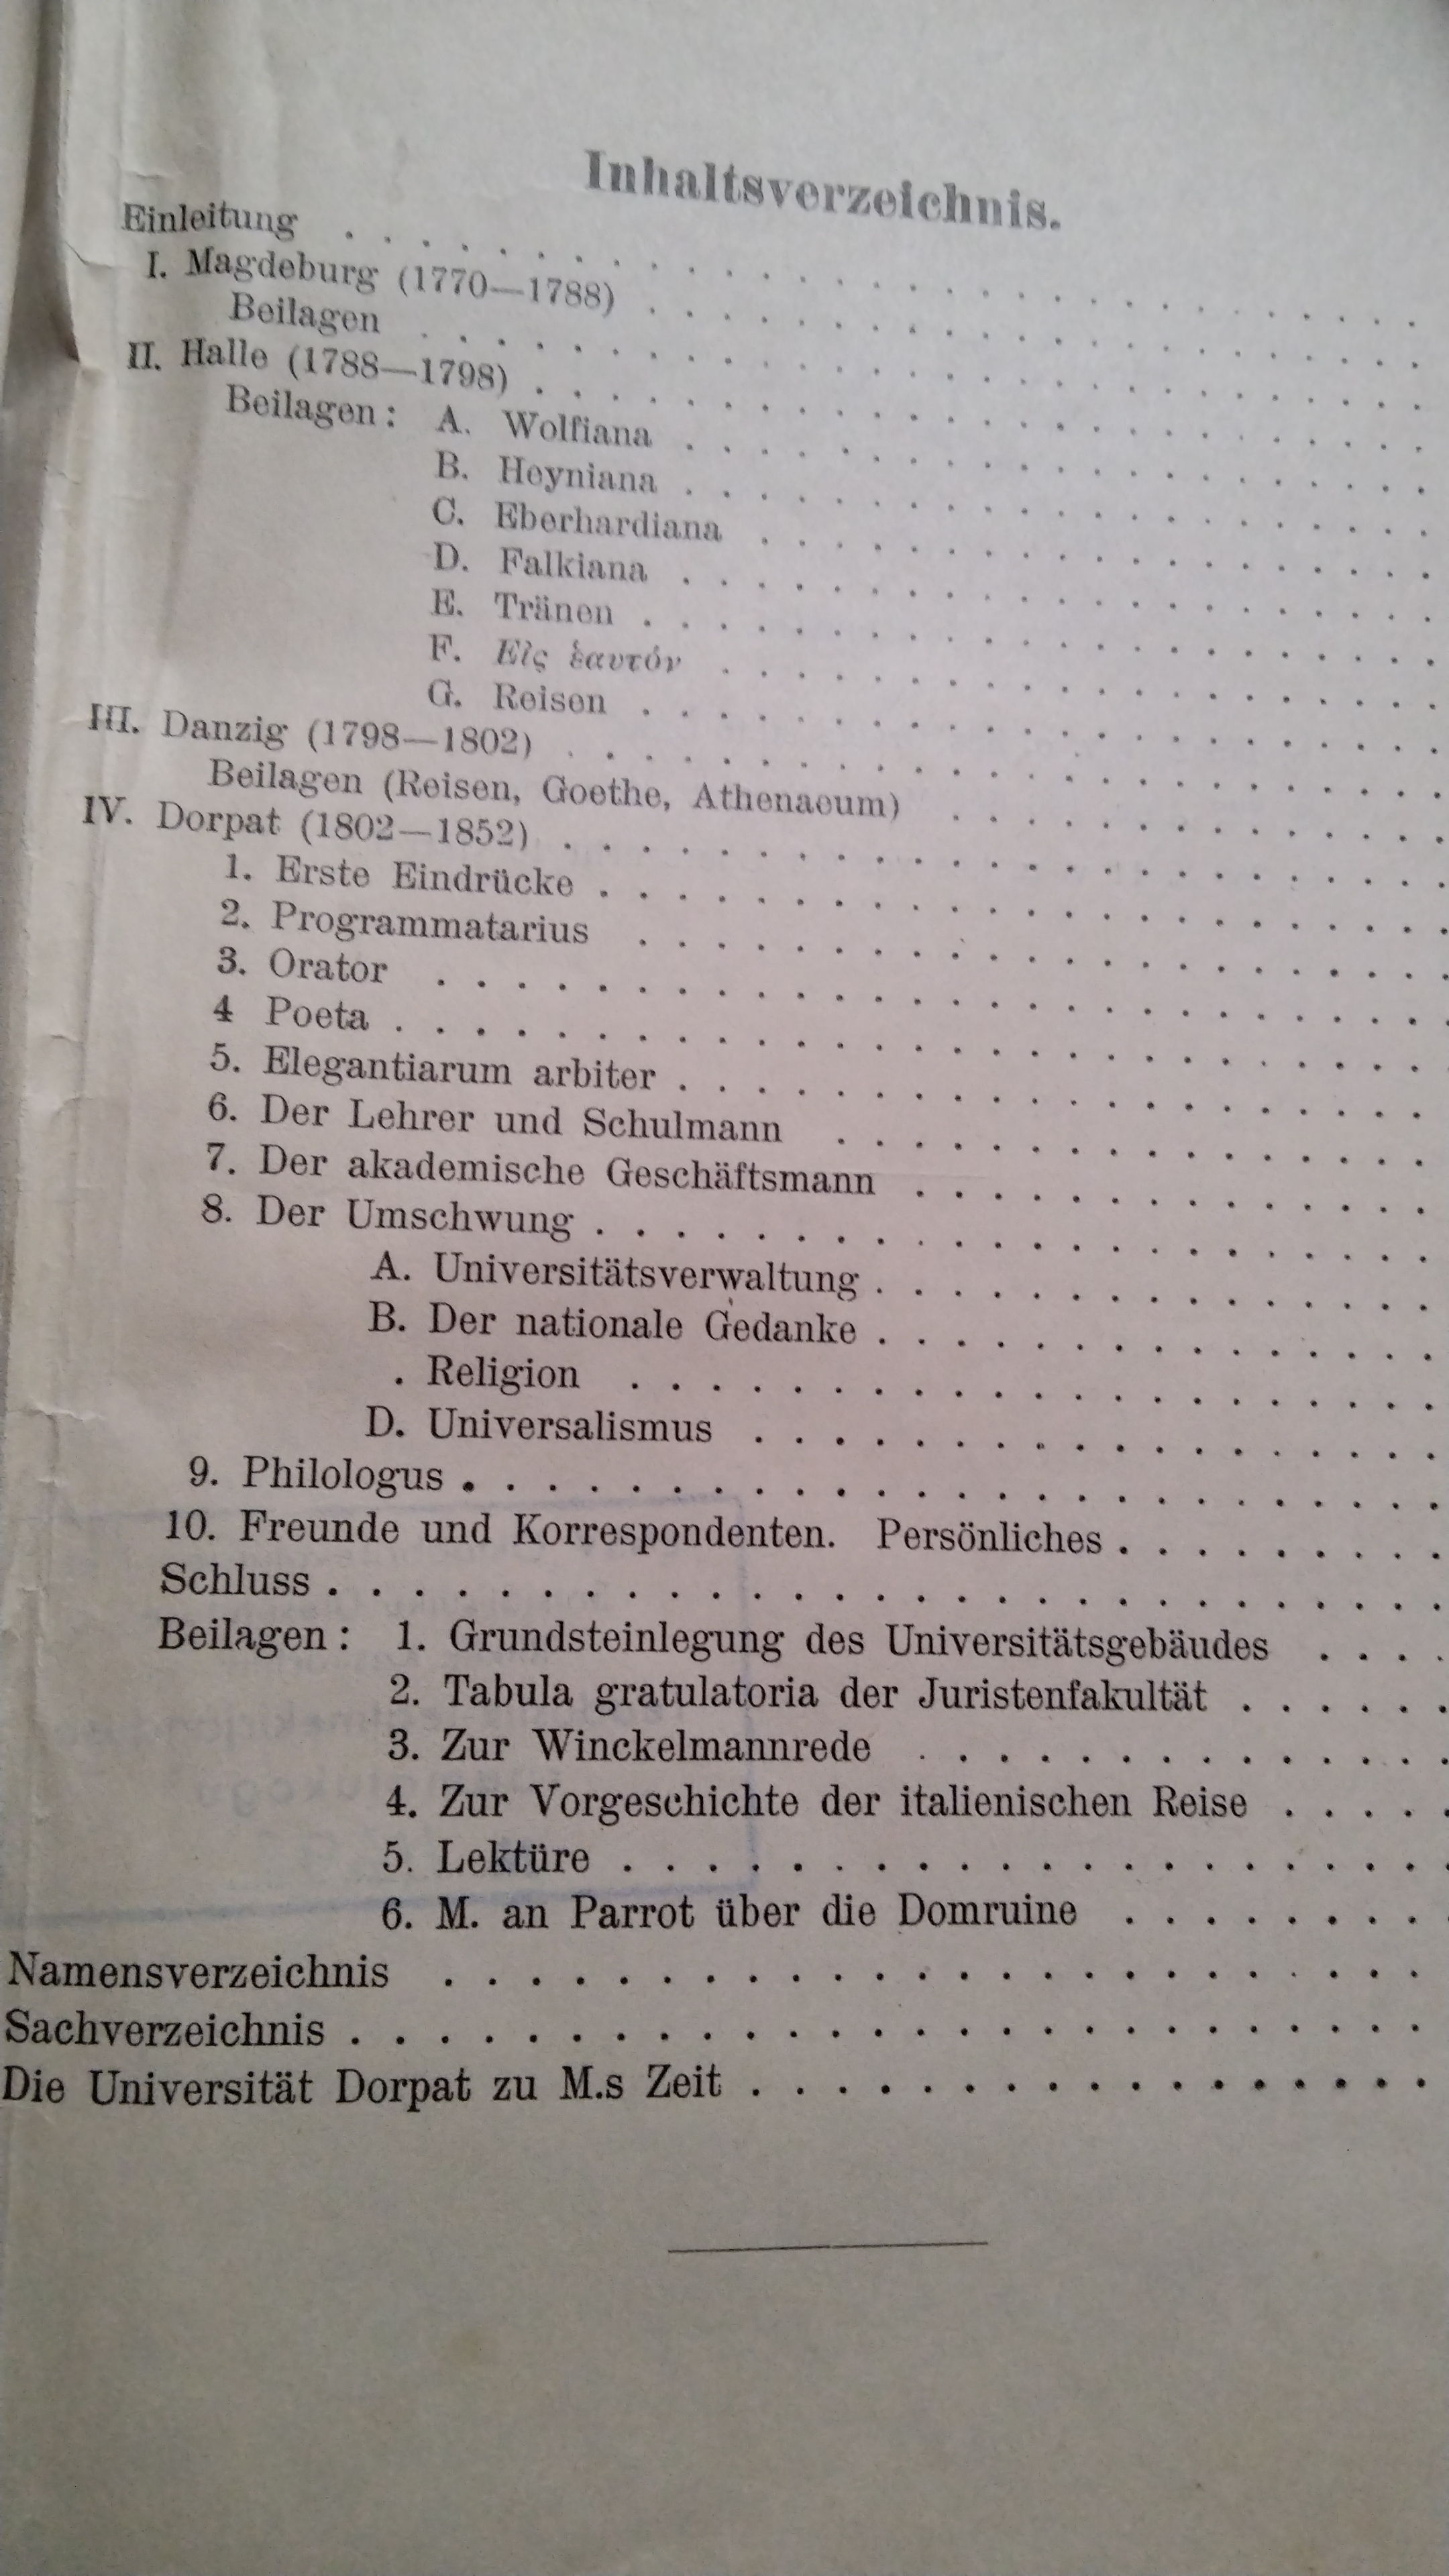 Inhaltsverzeichnis.
Einleitung . . . . . . . . . . . . . . . . . . . . . . . . . . . .
I. Magdeburg (1770—1788) . . . . . . . . . . . . . . . . . . . . .
Beilagen . . . . . . . . . . . . . . . . . . . . . . . . . . .
II. Halle (1788—1798) . . . . . . . . . . . . . . . . . . . . . . . .
Beilagen: A. Wolfiana . . . . . . . . . . . . . . . . . . . .
B. Heyniana . . . . . . . . . . . . . . . . . . . .
C. Eberhardiana . . . . . . . . . . . . . . . . . .
D. Falkiana . . . . . . . . . . . . . . . . . . . .
E. Tränen . . . . . . . . . . . . . . . . . . . . .
F. Εἰς ἑαυτόν . . . . . . . . . . . . . . . . . . .
G. Reisen . . . . . . . . . . . . . . . . . . . . .
III. Danzig (1798—1802) . . . . . . . . . . . . . . . . . . . . . . .
Beilagen (Reisen, Goethe, Athenaeum) . . . . . . . . . . . . .
IV. Dorpat (1802—1852) . . . . . . . . . . . . . . . . . . . . . . .
1. Erste Eindrücke . . . . . . . . . . . . . . . . . . . . . .
2. Programmatarius . . . . . . . . . . . . . . . . . . . . .
3. Orator . . . . . . . . . . . . . . . . . . . . . . . . . .
4 Poeta . . . . . . . . . . . . . . . . . . . . . . . . . . .
5. Elegantiarum arbiter . . . . . . . . . . . . . . . . . . . .
6. Der Lehrer und Schulmann . . . . . . . . . . . . . . . .
7. Der akademische Geschäftsmann . . . . . . . . . . . . . .
8. Der Umschwung . . . . . . . . . . . . . . . . . . . . . .
A. Universitätsverwaltung . . . . . . . . . . . . . . .
B. Der nationale Gedanke . . . . . . . . . . . . . . .
. Religion . . . . . . . . . . . . . . . . . . . . .
D. Universalismus . . . . . . . . . . . . . . . . . .
9. Philologus . . . . . . . . . . . . . . . . . . . . . . . .
10. Freunde und Korrespondenten. Persönliches . . . . . . . . .
Schluss . . . . . . . . . . . . . . . . . . . . . . . . . . .
Beilagen: 1. Grundsteinlegung des Universitätsgebäudes . . . .
2. Tabula gratulatoria der Juristenfakultät . . . . . .
3. Zur Winckelmannrede . . . . . . . . . . . . . .
4. Zur Vorgeschichte der italienischen Reise . . . . .
5. Lektüre . . . . . . . . . . . . . . . . . . . . .
6. M. an Parrot über die Domruine . . . . . . . .
Namensverzeichnis . . . . . . . . . . . . . . . . . . . . . . . .
Sachverzeichnis . . . . . . . . . . . . . . . . . . . . . . . . . .
Die Universität Dorpat zu M.s Zeit . . . . . . . . . . . . . . . .